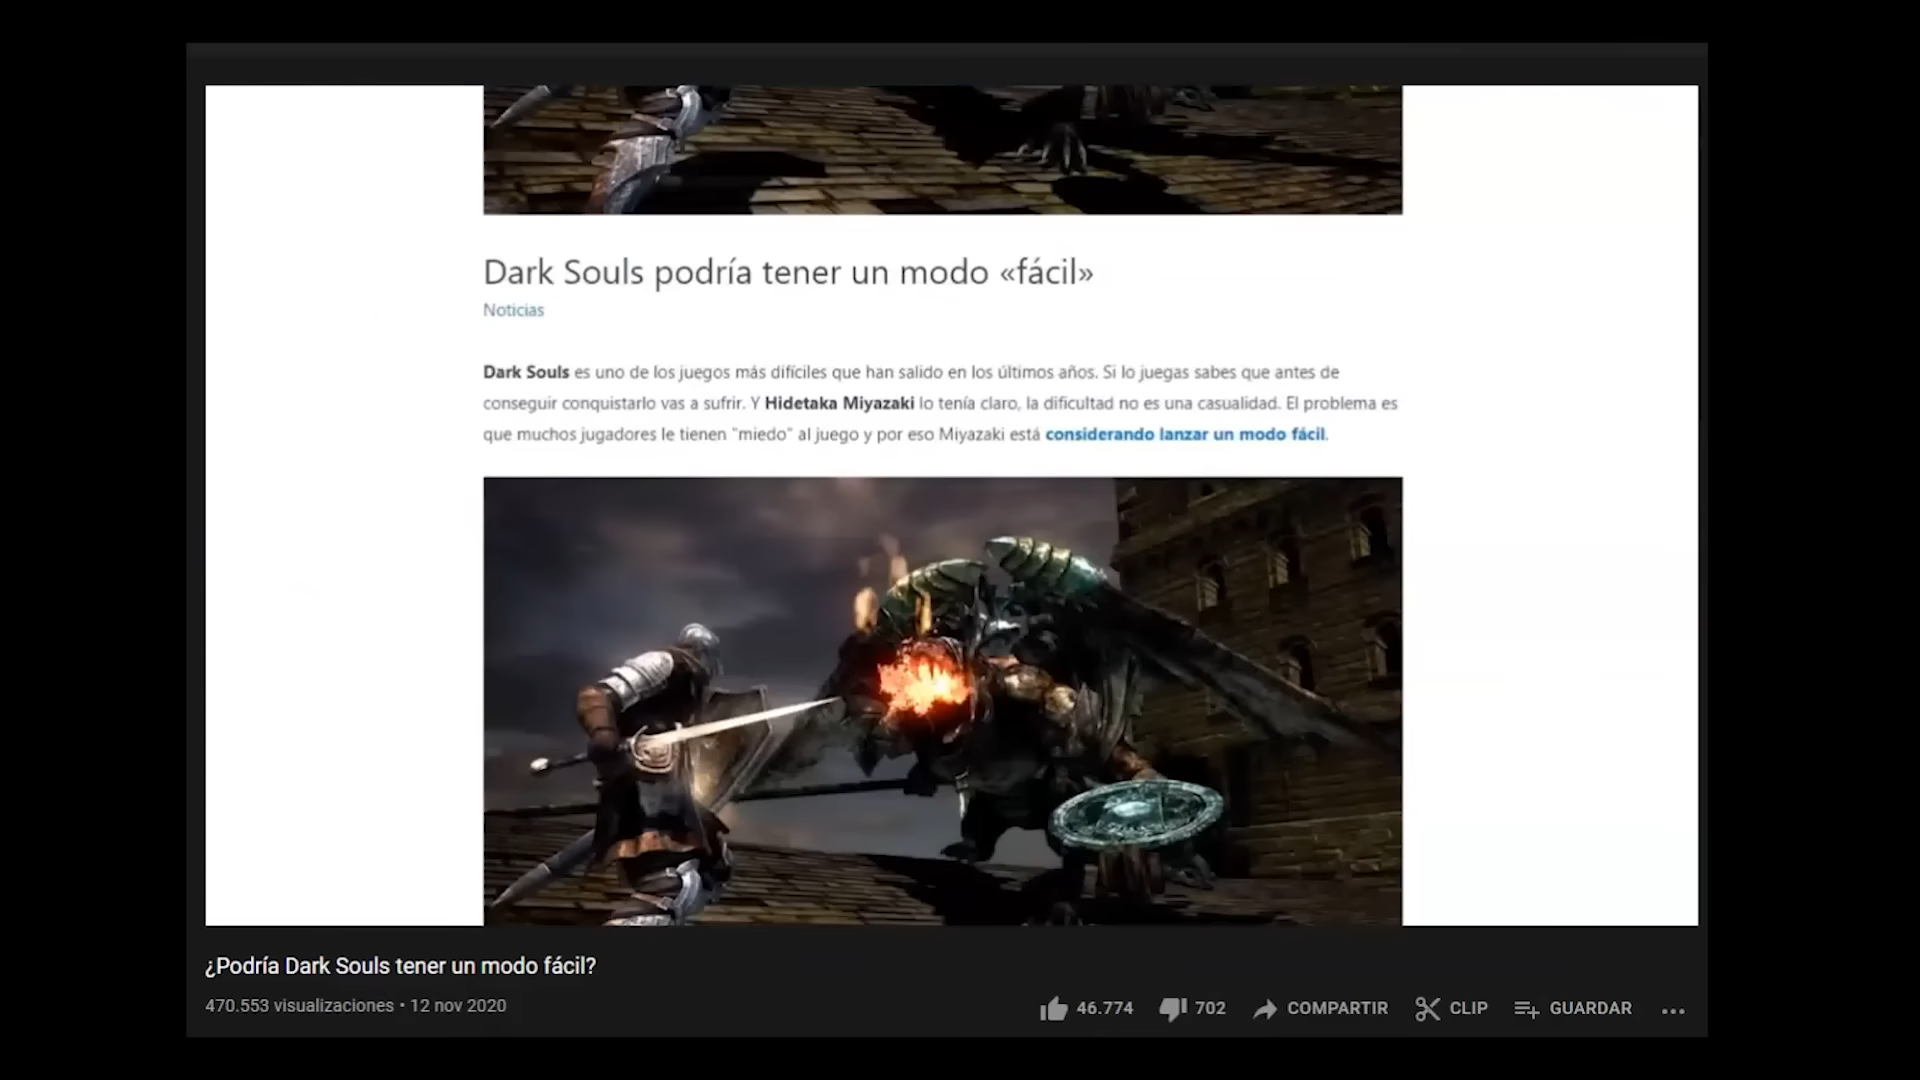 Dark Souls podría tener un modo «fácil»
Noticias
Dark Souls es uno de los juegos más difíciles que han salido en los últimos años. Si lo juegas sabes que antes de
conseguir conquistarlo vas a sufrir. Y Hidetaka Miyazaki lo tenía claro, la dificultad no es una casualidad. El problema es
que muchos jugadores le tienen "miedo" al juego y por eso Miyazaki está considerando lanzar un modo fácil.
¿Podría Dark Souls tener un modo fácil?
470.553 visualizaciones • 12 nov 2020
46.774 702 COMPARTIR CLIP GUARDAR ...